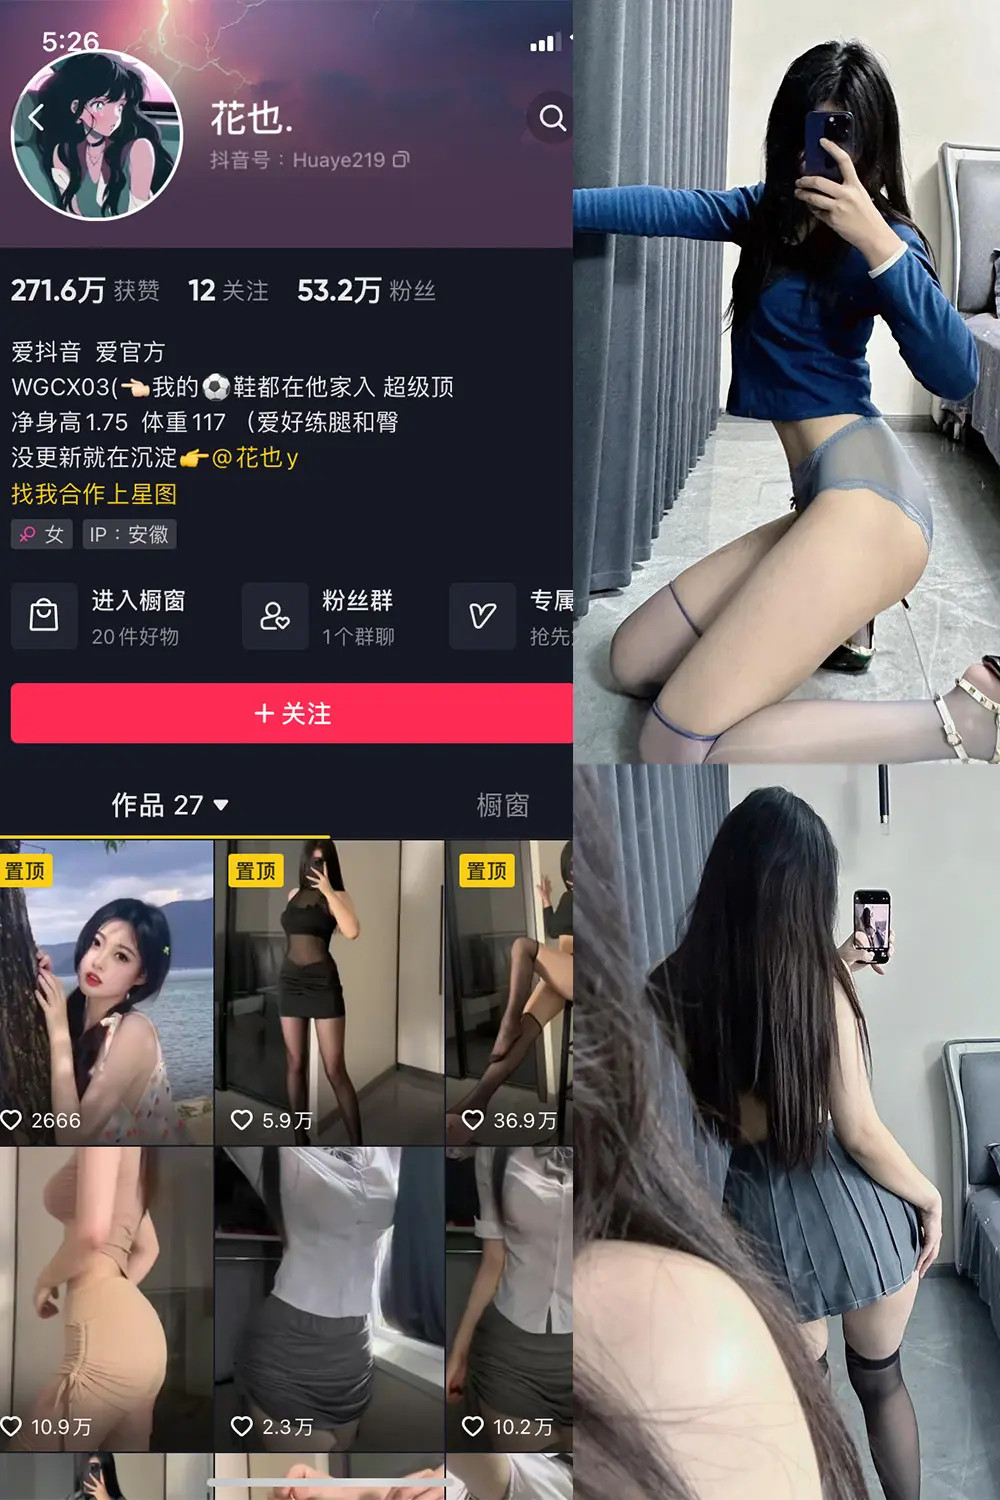 5:26
花也.
抖音号：Huaye219
271.6万 获赞 12 关注 53.2万 粉丝
爱抖音 爱官方
WGCX03(👈🏻我的⚽鞋都在他家入 超级顶
净身高1.75 体重117 （爱好练腿和臀
没更新就在沉淀👉@花也y
找我合作上星图
女 IP：安徽
进入橱窗 粉丝群 专属
20件好物 1个群聊 抢先
+ 关注
作品 27 橱窗
置顶 置顶 置顶
2666 5.9万 36.9万
10.9万 2.3万 10.2万